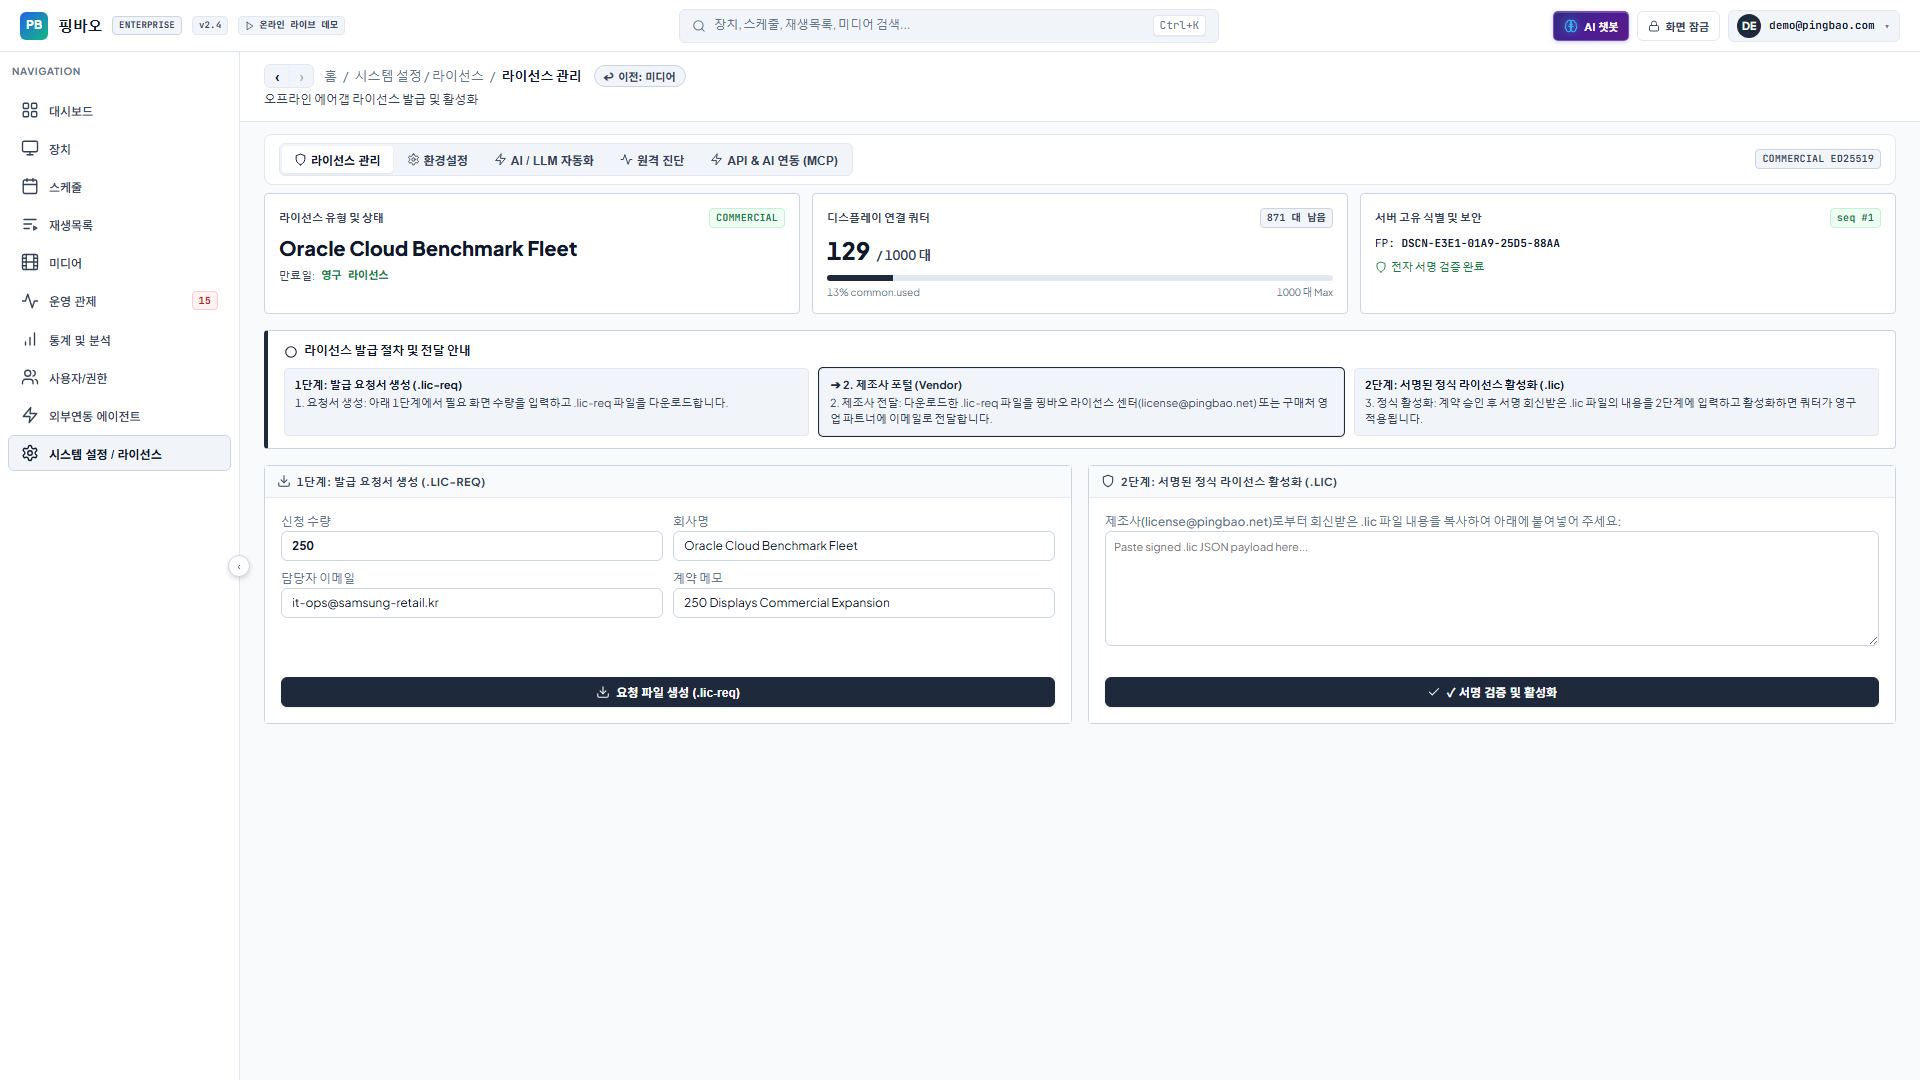 PB 핑바오 ENTERPRISE v2.4 온라인 라이브 데모
장치, 스케줄, 재생목록, 미디어 검색... Ctrl+K
AI 챗봇 화면 잠금 DE demo@pingbao.com
NAVIGATION
대시보드
장치
스케줄
재생목록
미디어
운영 관제 15
통계 및 분석
사용자/권한
외부연동 에이전트
시스템 설정 / 라이선스
홈 / 시스템 설정 / 라이선스 / 라이선스 관리 ↩ 이전: 미디어
오프라인 에어갭 라이선스 발급 및 활성화
라이선스 관리 환경설정 AI / LLM 자동화 원격 진단 API & AI 연동 (MCP) COMMERCIAL ED25519
라이선스 유형 및 상태 COMMERCIAL
Oracle Cloud Benchmark Fleet
만료일: 영구 라이선스
디스플레이 연결 쿼터 871 대 남음
129 / 1000 대
13% common.used 1000 대 Max
서버 고유 식별 및 보안 seq #1
FP: DSCN-E3E1-01A9-25D5-88AA
전자 서명 검증 완료
라이선스 발급 절차 및 전달 안내
1단계: 발급 요청서 생성 (.lic-req)
1. 요청서 생성: 아래 1단계에서 필요 화면 수량을 입력하고 .lic-req 파일을 다운로드합니다.
➔ 2. 제조사 포털 (Vendor)
2. 제조사 전달: 다운로드한 .lic-req 파일을 핑바오 라이선스 센터(license@pingbao.net) 또는 구매처 영
업 파트너에 이메일로 전달합니다.
2단계: 서명된 정식 라이선스 활성화 (.lic)
3. 정식 활성화: 계약 승인 후 서명 회신받은 .lic 파일의 내용을 2단계에 입력하고 활성화하면 쿼터가 영구
적용됩니다.
1단계: 발급 요청서 생성 (.LIC-REQ)
신청 수량
250
회사명
Oracle Cloud Benchmark Fleet
담당자 이메일
it-ops@samsung-retail.kr
계약 메모
250 Displays Commercial Expansion
요청 파일 생성 (.lic-req)
2단계: 서명된 정식 라이선스 활성화 (.LIC)
제조사(license@pingbao.net)로부터 회신받은 .lic 파일 내용을 복사하여 아래에 붙여넣어 주세요:
Paste signed .lic JSON payload here...
✓ 서명 검증 및 활성화